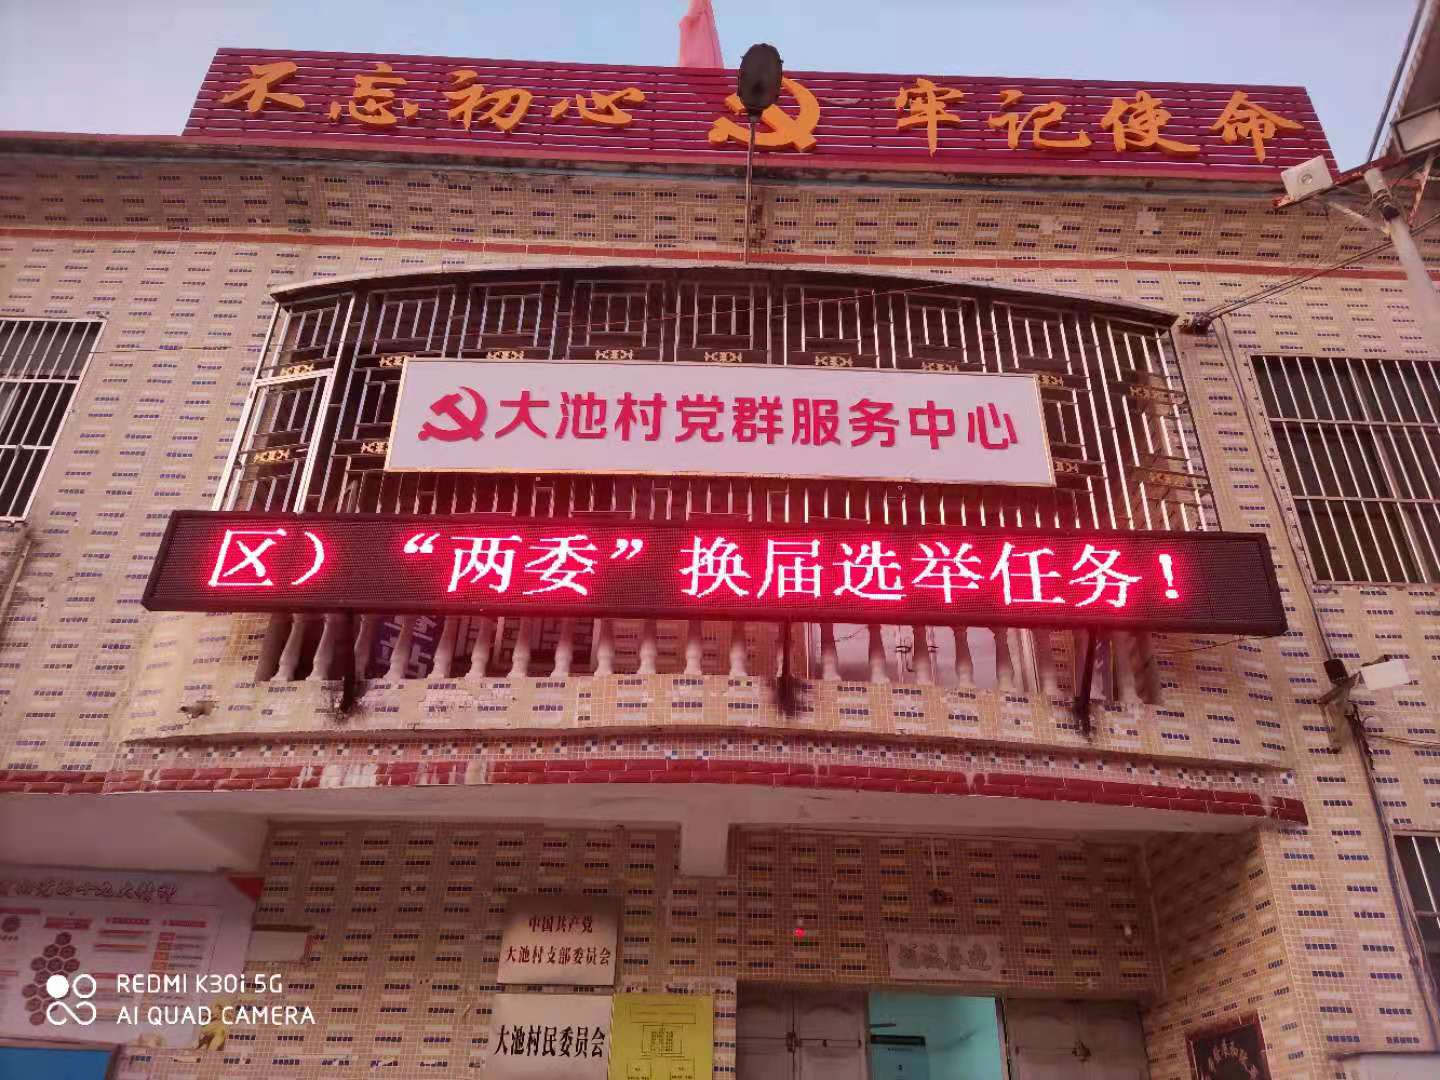 不忘初心 牢记使命
大池村党群服务中心
区）“两委”换届选举任务！
中国共产党
大池村支部委员会
大池村民委员会
REDMI K30i 5G
AI QUAD CAMERA